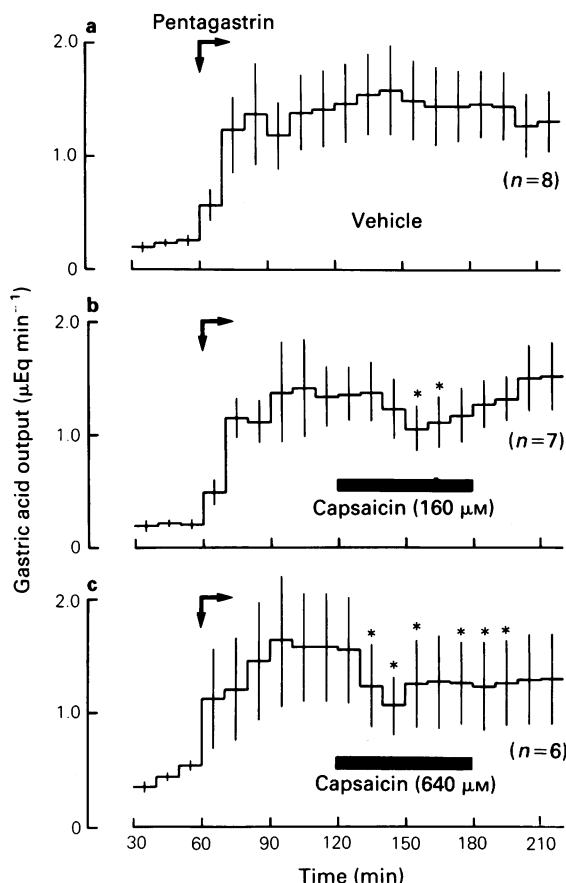 Pentagastrin
a
2.0
1.0
0
(n=8)
Vehicle
b
2.0
1.0
0
* *
(n=7)
Capsaicin (160 μM)
c
2.0
1.0
0
* * * * * *
(n=6)
Capsaicin (640 μM)
30 60 90 120 150 180 210
Time (min)
Gastric acid output (μEq min⁻¹)